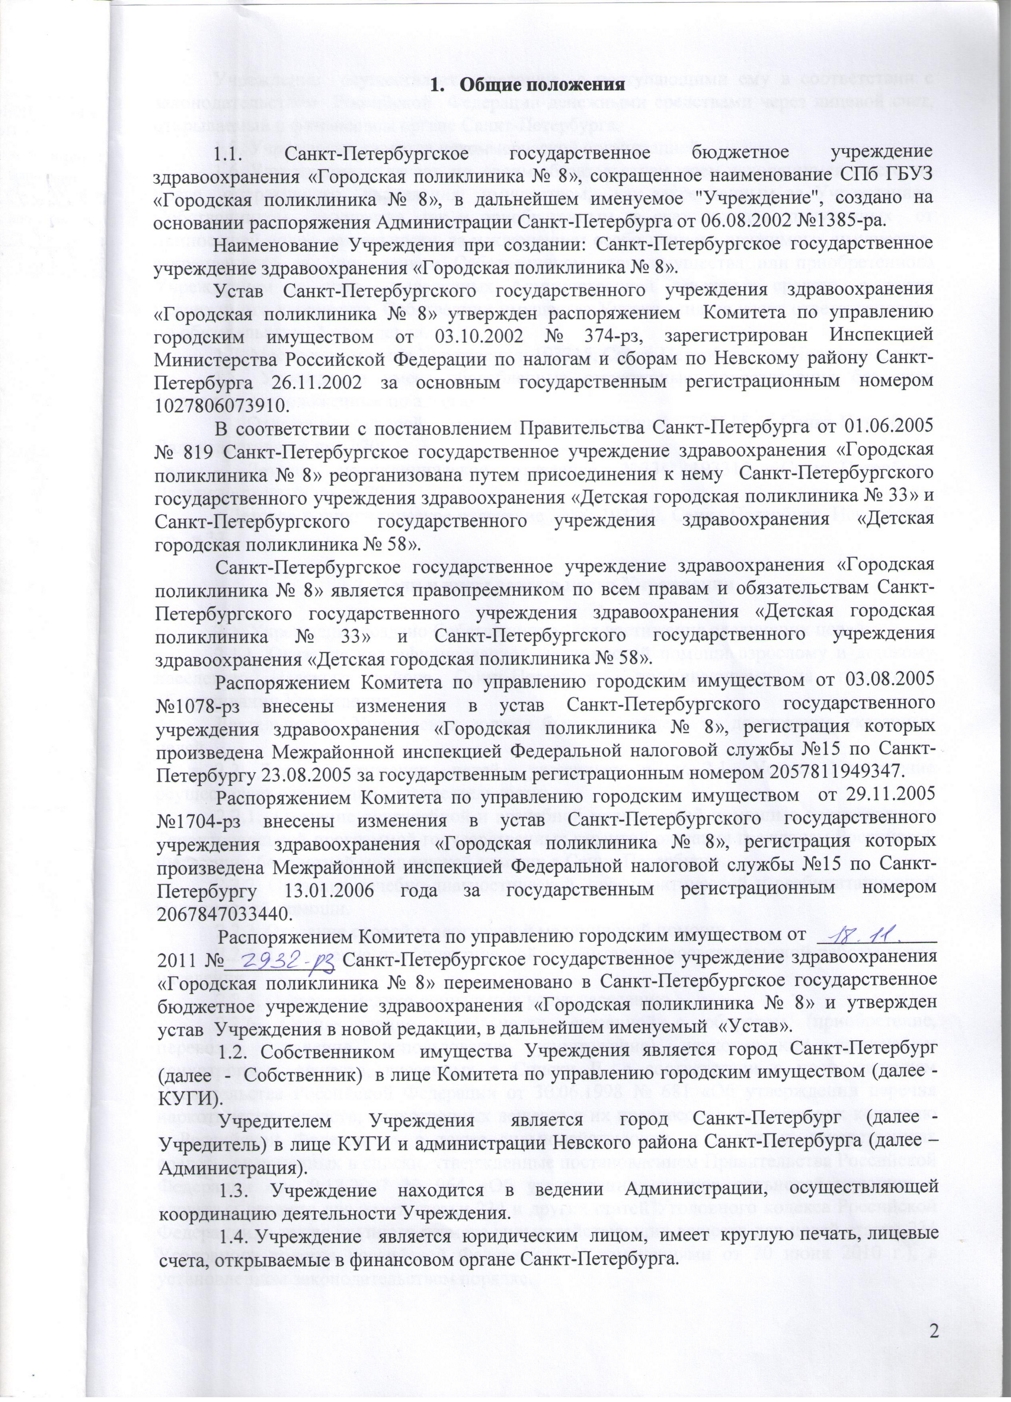 1. Общие положения
1.1. Санкт-Петербургское государственное бюджетное учреждение
здравоохранения «Городская поликлиника № 8», сокращенное наименование СПб ГБУЗ
«Городская поликлиника № 8», в дальнейшем именуемое "Учреждение", создано на
основании распоряжения Администрации Санкт-Петербурга от 06.08.2002 №1385-ра.
Наименование Учреждения при создании: Санкт-Петербургское государственное
учреждение здравоохранения «Городская поликлиника № 8».
Устав Санкт-Петербургского государственного учреждения здравоохранения
«Городская поликлиника № 8» утвержден распоряжением Комитета по управлению
городским имуществом от 03.10.2002 № 374-рз, зарегистрирован Инспекцией
Министерства Российской Федерации по налогам и сборам по Невскому району Санкт-
Петербурга 26.11.2002 за основным государственным регистрационным номером
1027806073910.
В соответствии с постановлением Правительства Санкт-Петербурга от 01.06.2005
№ 819 Санкт-Петербургское государственное учреждение здравоохранения «Городская
поликлиника № 8» реорганизована путем присоединения к нему Санкт-Петербургского
государственного учреждения здравоохранения «Детская городская поликлиника № 33» и
Санкт-Петербургского государственного учреждения здравоохранения «Детская
городская поликлиника № 58».
Санкт-Петербургское государственное учреждение здравоохранения «Городская
поликлиника № 8» является правопреемником по всем правам и обязательствам Санкт-
Петербургского государственного учреждения здравоохранения «Детская городская
поликлиника № 33» и Санкт-Петербургского государственного учреждения
здравоохранения «Детская городская поликлиника № 58».
Распоряжением Комитета по управлению городским имуществом от 03.08.2005
№1078-рз внесены изменения в устав Санкт-Петербургского государственного
учреждения здравоохранения «Городская поликлиника № 8», регистрация которых
произведена Межрайонной инспекцией Федеральной налоговой службы №15 по Санкт-
Петербургу 23.08.2005 за государственным регистрационным номером 2057811949347.
Распоряжением Комитета по управлению городским имуществом от 29.11.2005
№1704-рз внесены изменения в устав Санкт-Петербургского государственного
учреждения здравоохранения «Городская поликлиника № 8», регистрация которых
произведена Межрайонной инспекцией Федеральной налоговой службы №15 по Санкт-
Петербургу 13.01.2006 года за государственным регистрационным номером
2067847033440.
Распоряжением Комитета по управлению городским имуществом от 18.11.
2011 № 2932-рз Санкт-Петербургское государственное учреждение здравоохранения
«Городская поликлиника № 8» переименовано в Санкт-Петербургское государственное
бюджетное учреждение здравоохранения «Городская поликлиника № 8» и утвержден
устав Учреждения в новой редакции, в дальнейшем именуемый «Устав».
1.2. Собственником имущества Учреждения является город Санкт-Петербург
(далее - Собственник) в лице Комитета по управлению городским имуществом (далее -
КУГИ).
Учредителем Учреждения является город Санкт-Петербург (далее -
Учредитель) в лице КУГИ и администрации Невского района Санкт-Петербурга (далее –
Администрация).
1.3. Учреждение находится в ведении Администрации, осуществляющей
координацию деятельности Учреждения.
1.4. Учреждение является юридическим лицом, имеет круглую печать, лицевые
счета, открываемые в финансовом органе Санкт-Петербурга.
2